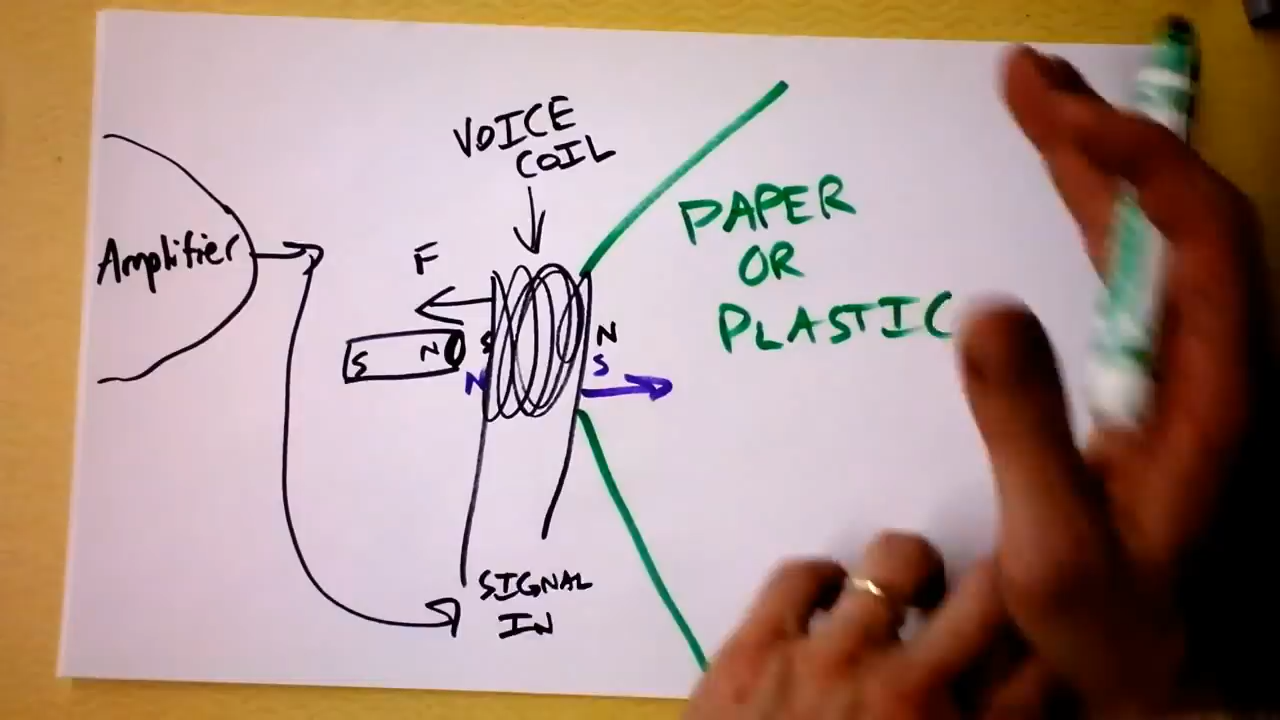 VOICE
COIL
PAPER
OR
PLASTIC
Amplifier
F
S N S N
N S
SIGNAL
IN